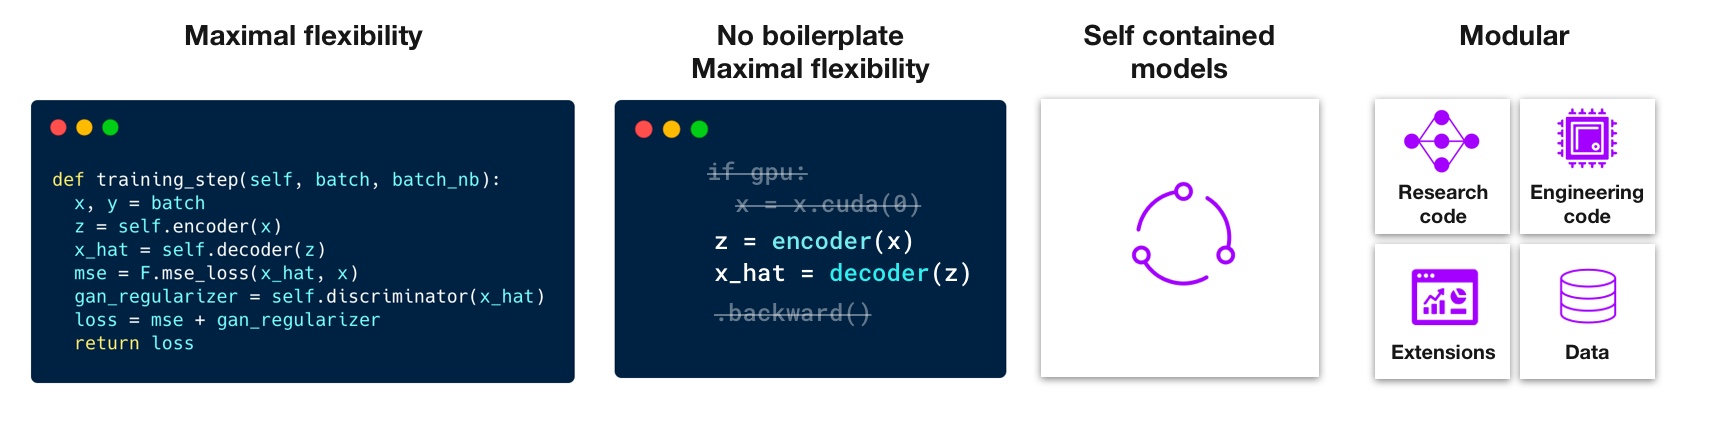 Maximal flexibility
def training_step(self, batch, batch_nb):
x, y = batch
z = self.encoder(x)
x_hat = self.decoder(z)
mse = F.mse_loss(x_hat, x)
gan_regularizer = self.discriminator(x_hat)
loss = mse + gan_regularizer
return loss
No boilerplate
Maximal flexibility
if gpu:
x = x.cuda(0)
z = encoder(x)
x_hat = decoder(z)
.backward()
Self contained
models
Modular
Research
code
Engineering
code
Extensions
Data